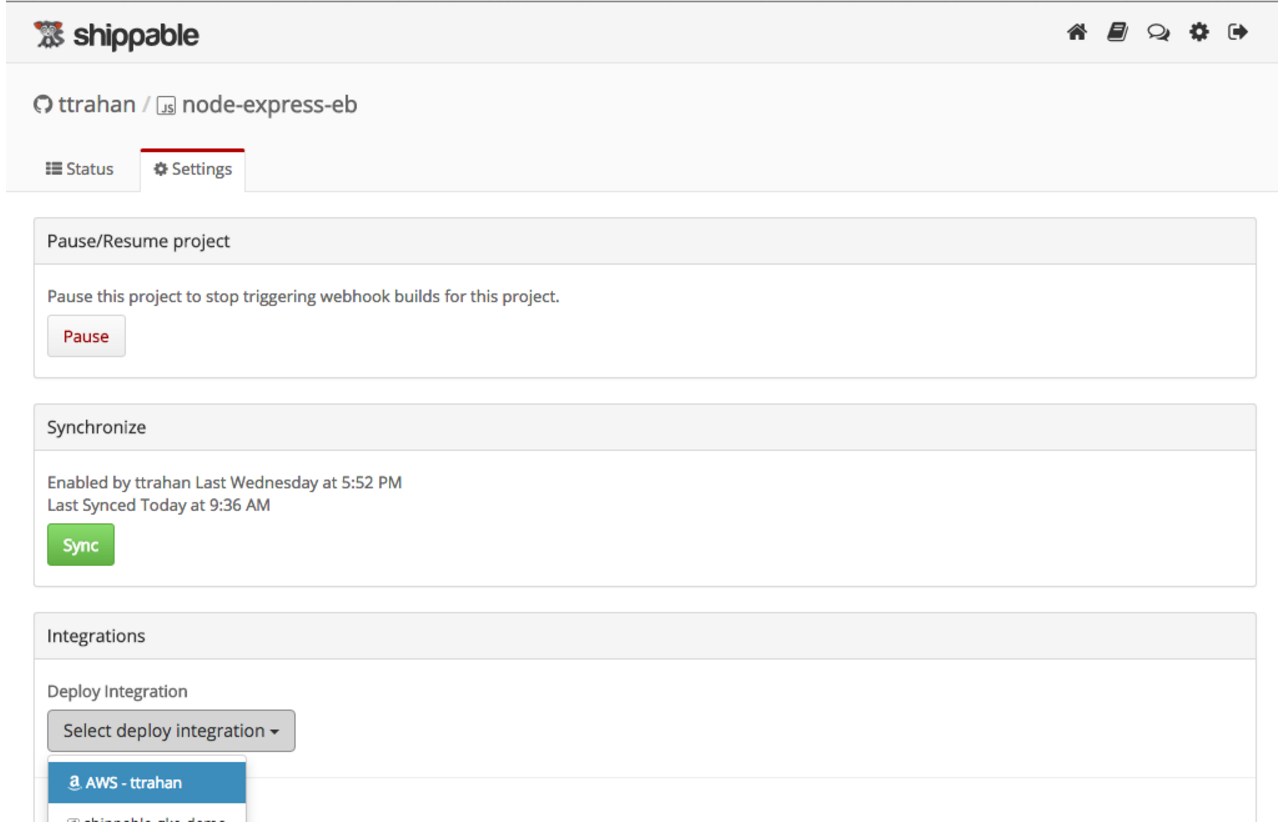 shippable
ttrahan / JS node-express-eb
Status
Settings
Pause/Resume project
Pause this project to stop triggering webhook builds for this project.
Pause
Synchronize
Enabled by ttrahan Last Wednesday at 5:52 PM
Last Synced Today at 9:36 AM
Sync
Integrations
Deploy Integration
Select deploy integration
a AWS - ttrahan